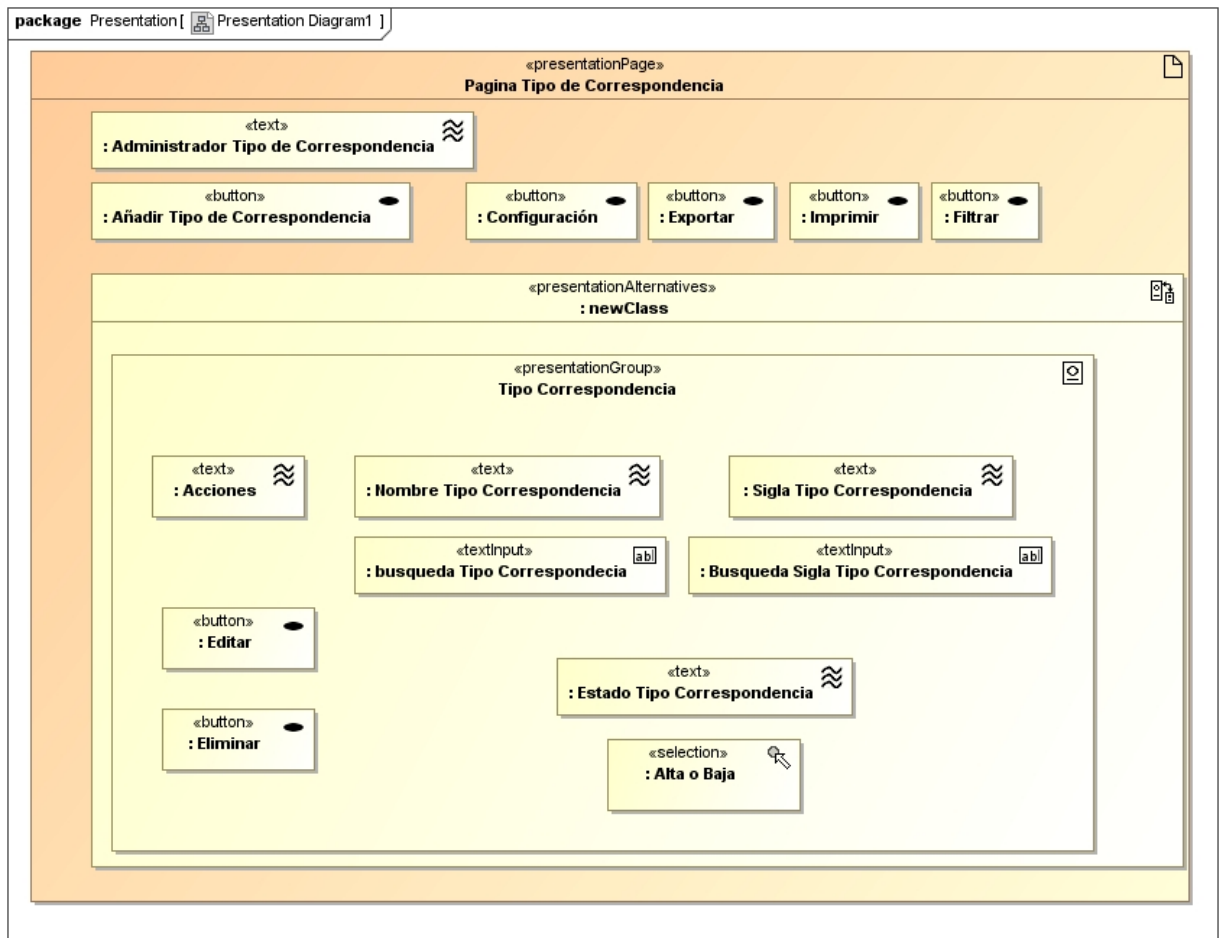 package Presentation [ Presentation Diagram1 ]
«presentationPage»
Pagina Tipo de Correspondencia
«text»
: Administrador Tipo de Correspondencia
«button» «button» «button» «button» «button»
: Añadir Tipo de Correspondencia : Configuración : Exportar : Imprimir : Filtrar
«presentationAlternatives»
: newClass
«presentationGroup»
Tipo Correspondencia
«text» «text» «text»
: Acciones : Nombre Tipo Correspondencia : Sigla Tipo Correspondencia
«textInput» ab «textInput» ab
: busqueda Tipo Correspondecia : Busqueda Sigla Tipo Correspondencia
«button»
: Editar
«text»
: Estado Tipo Correspondencia
«button»
: Eliminar
«selection»
: Alta o Baja